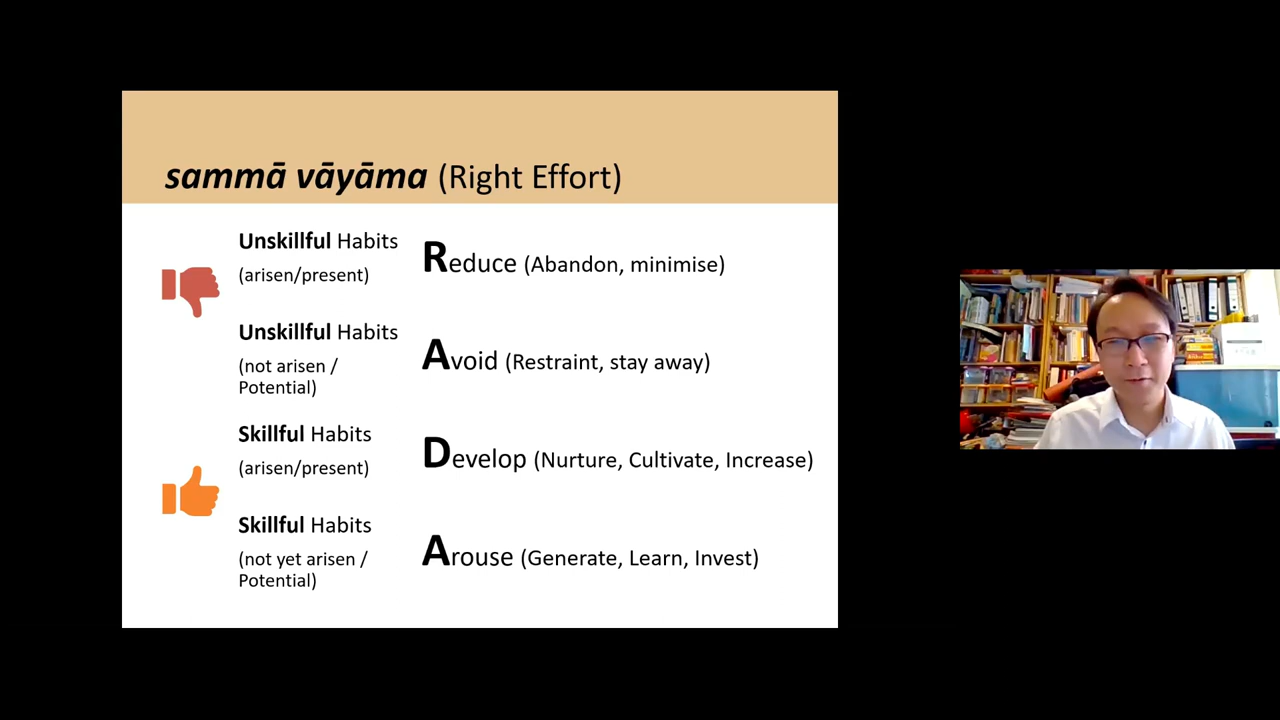 sammā vāyāma (Right Effort)
Unskillful Habits
(arisen/present)
Reduce (Abandon, minimise)
Unskillful Habits
(not arisen /
Potential)
Avoid (Restraint, stay away)
Skillful Habits
(arisen/present)
Develop (Nurture, Cultivate, Increase)
Skillful Habits
(not yet arisen /
Potential)
Arouse (Generate, Learn, Invest)